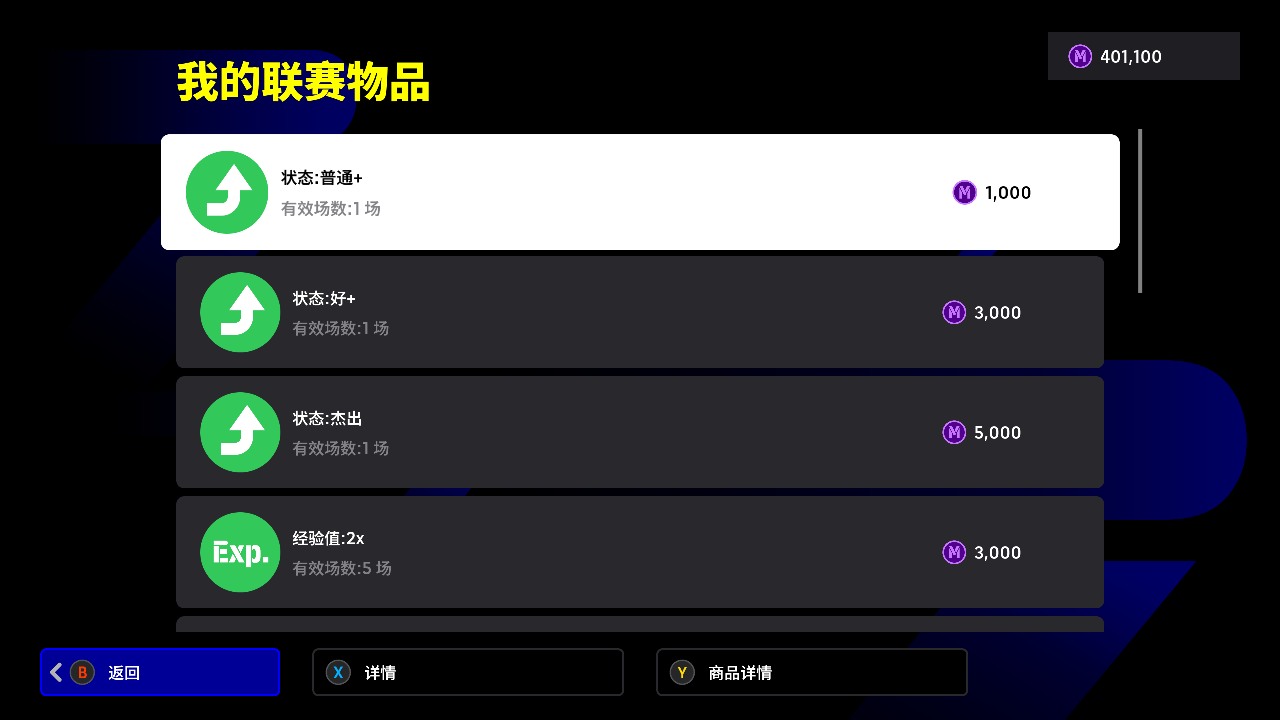 我的联赛物品
401,100
状态:普通+
有效场数:1 场
1,000
状态:好+
有效场数:1 场
3,000
状态:杰出
有效场数:1 场
5,000
Exp.
经验值:2x
有效场数:5 场
3,000
B 返回
X 详情
Y 商品详情